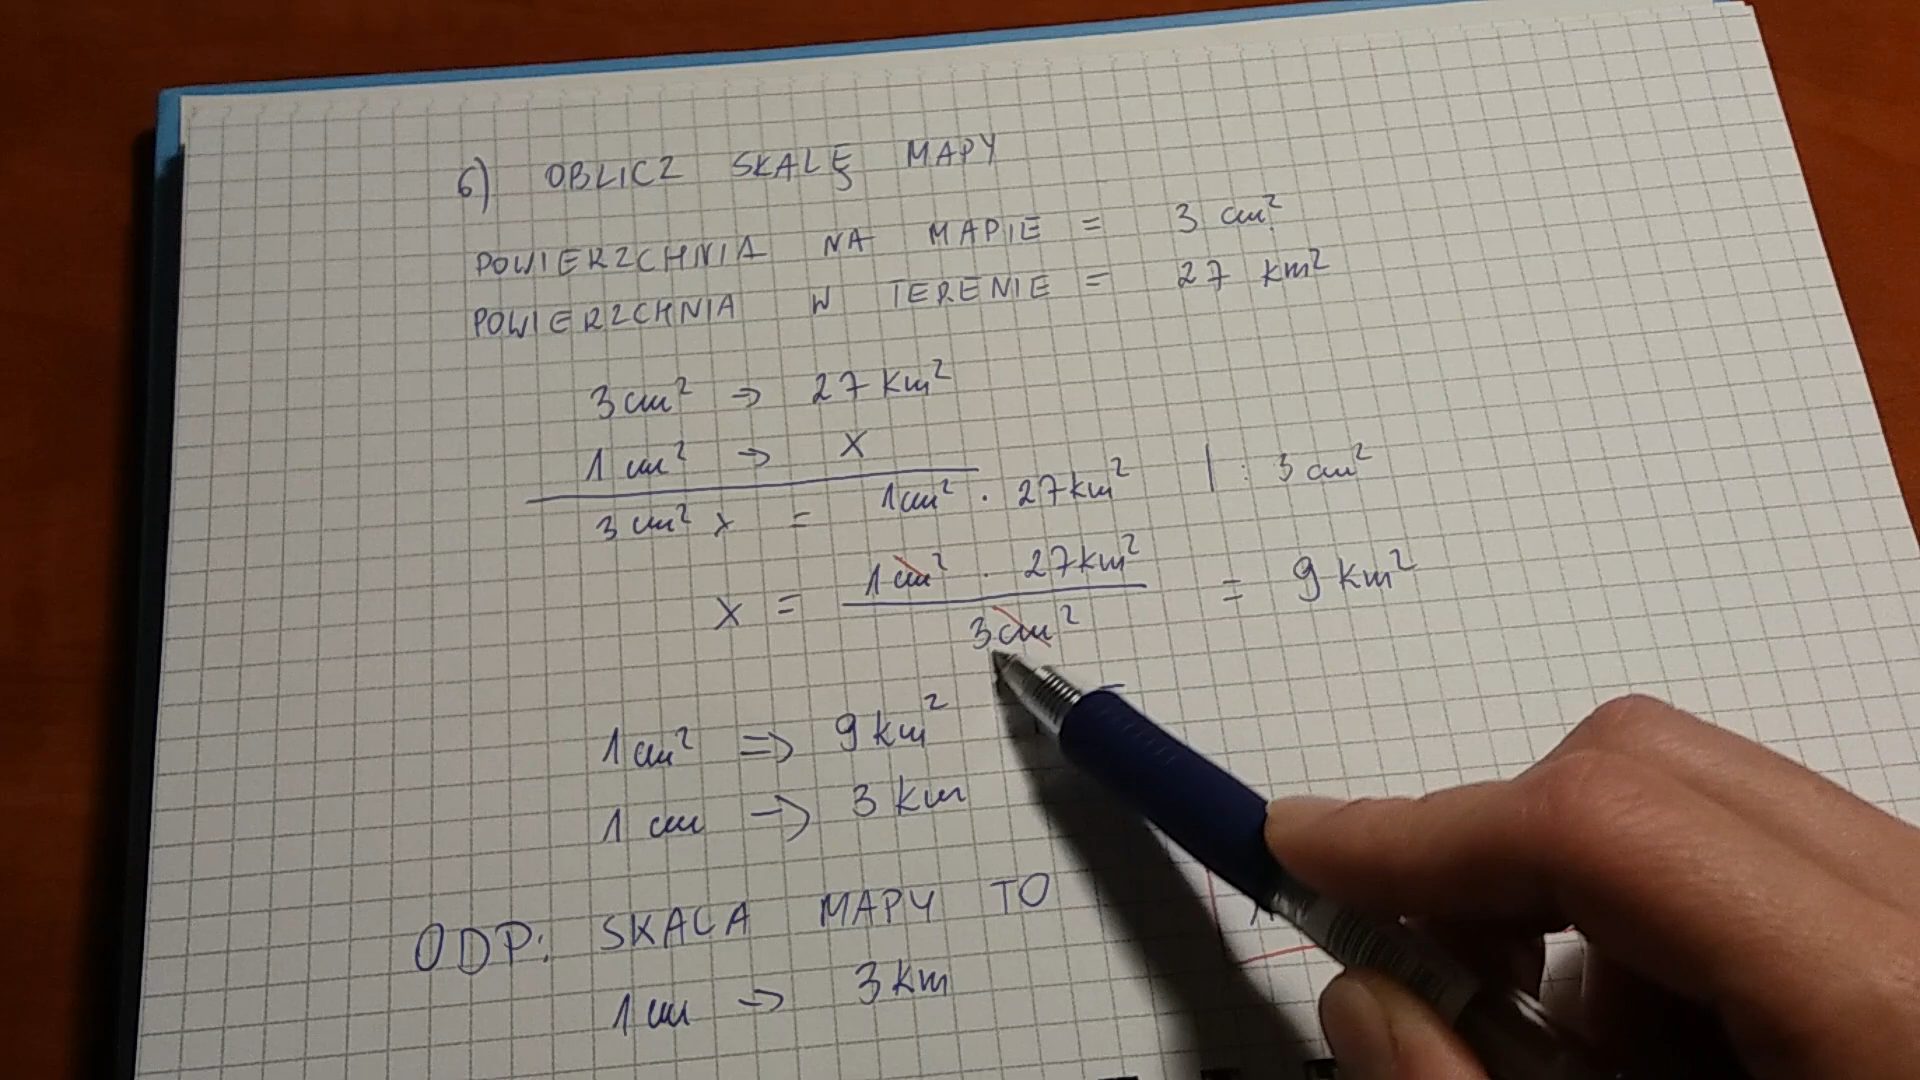 6) OBLICZ SKALĘ MAPY
POWIERZCHNIA NA MAPIE = 3 cm²
POWIERZCHNIA W TERENIE = 27 km²
3 cm² → 27 km²
1 cm² → x
3 cm² x = 1 cm² · 27 km² | : 3 cm²
x = 1 cm² · 27 km² / 3 cm² = 9 km²
1 cm² ⇒ 9 km²
1 cm → 3 km
ODP: SKALA MAPY TO
1 cm → 3 km